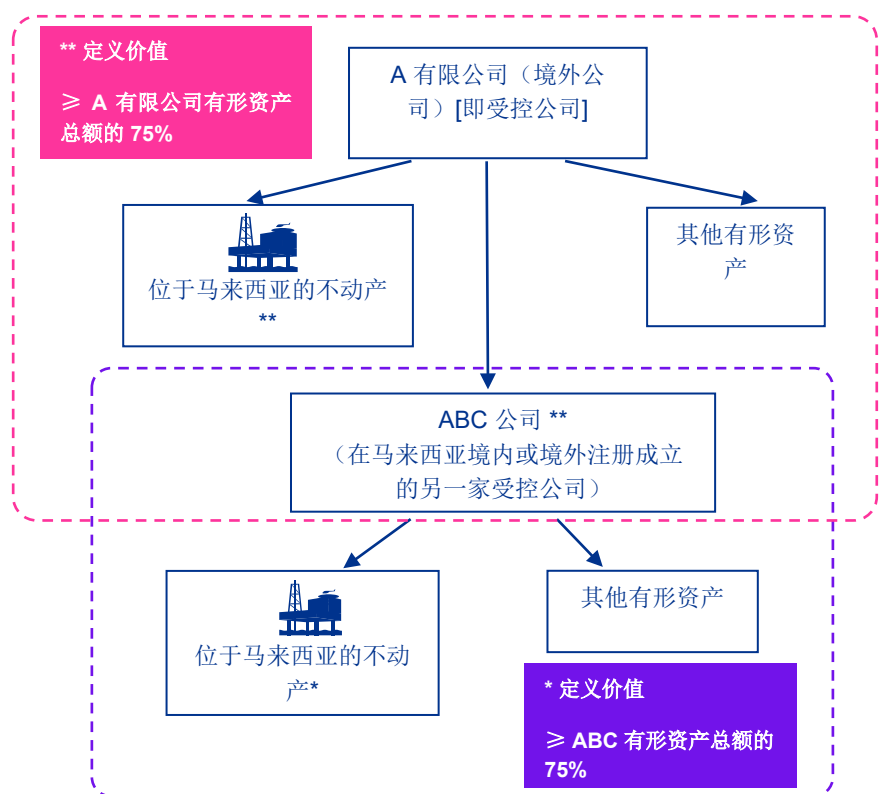 ** 定义价值
≥ A 有限公司有形资产
总额的 75%
A 有限公司（境外公
司）[即受控公司]
位于马来西亚的不动产
**
其他有形资
产
ABC 公司 **
（在马来西亚境内或境外注册成立
的另一家受控公司）
位于马来西亚的不动
产*
其他有形资产
* 定义价值
≥ ABC 有形资产总额的
75%